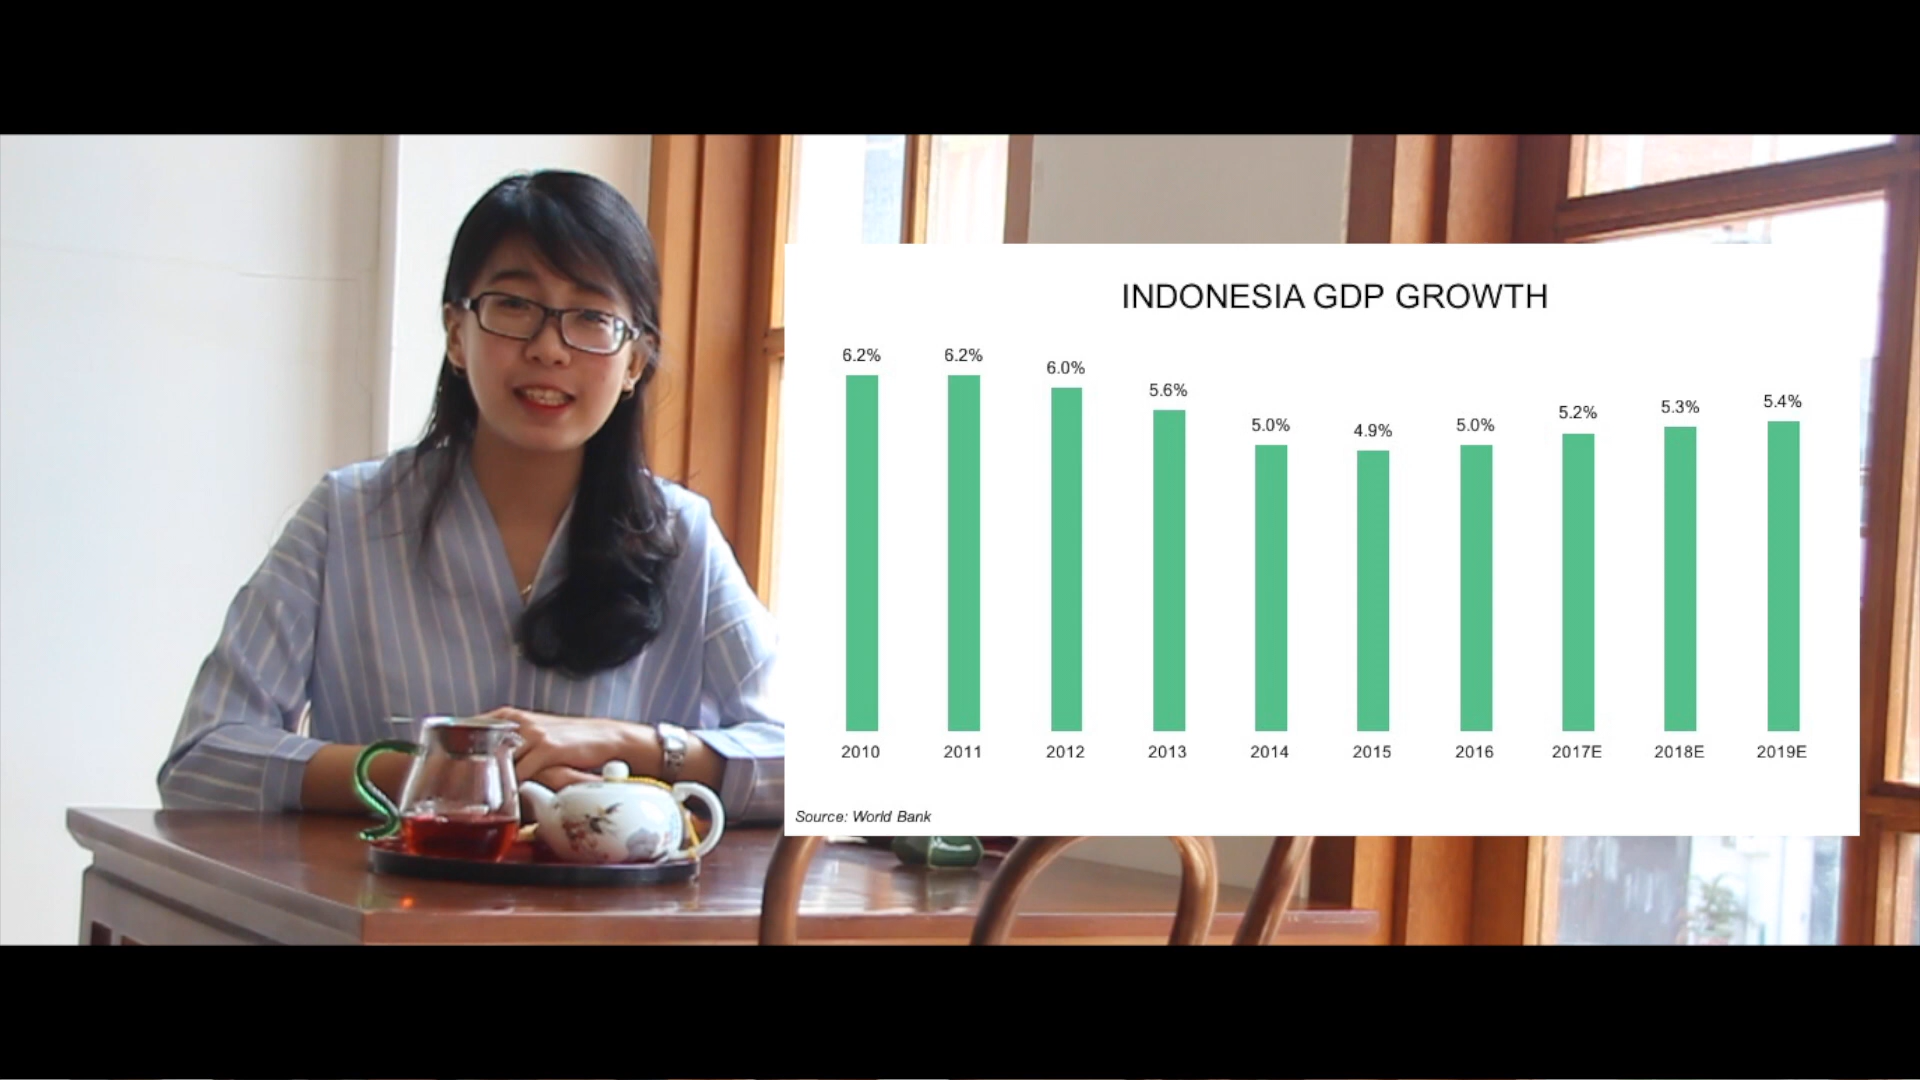 INDONESIA GDP GROWTH
6.2% 6.2% 6.0% 5.6% 5.0% 4.9% 5.0% 5.2% 5.3% 5.4%
2010 2011 2012 2013 2014 2015 2016 2017E 2018E 2019E
Source: World Bank